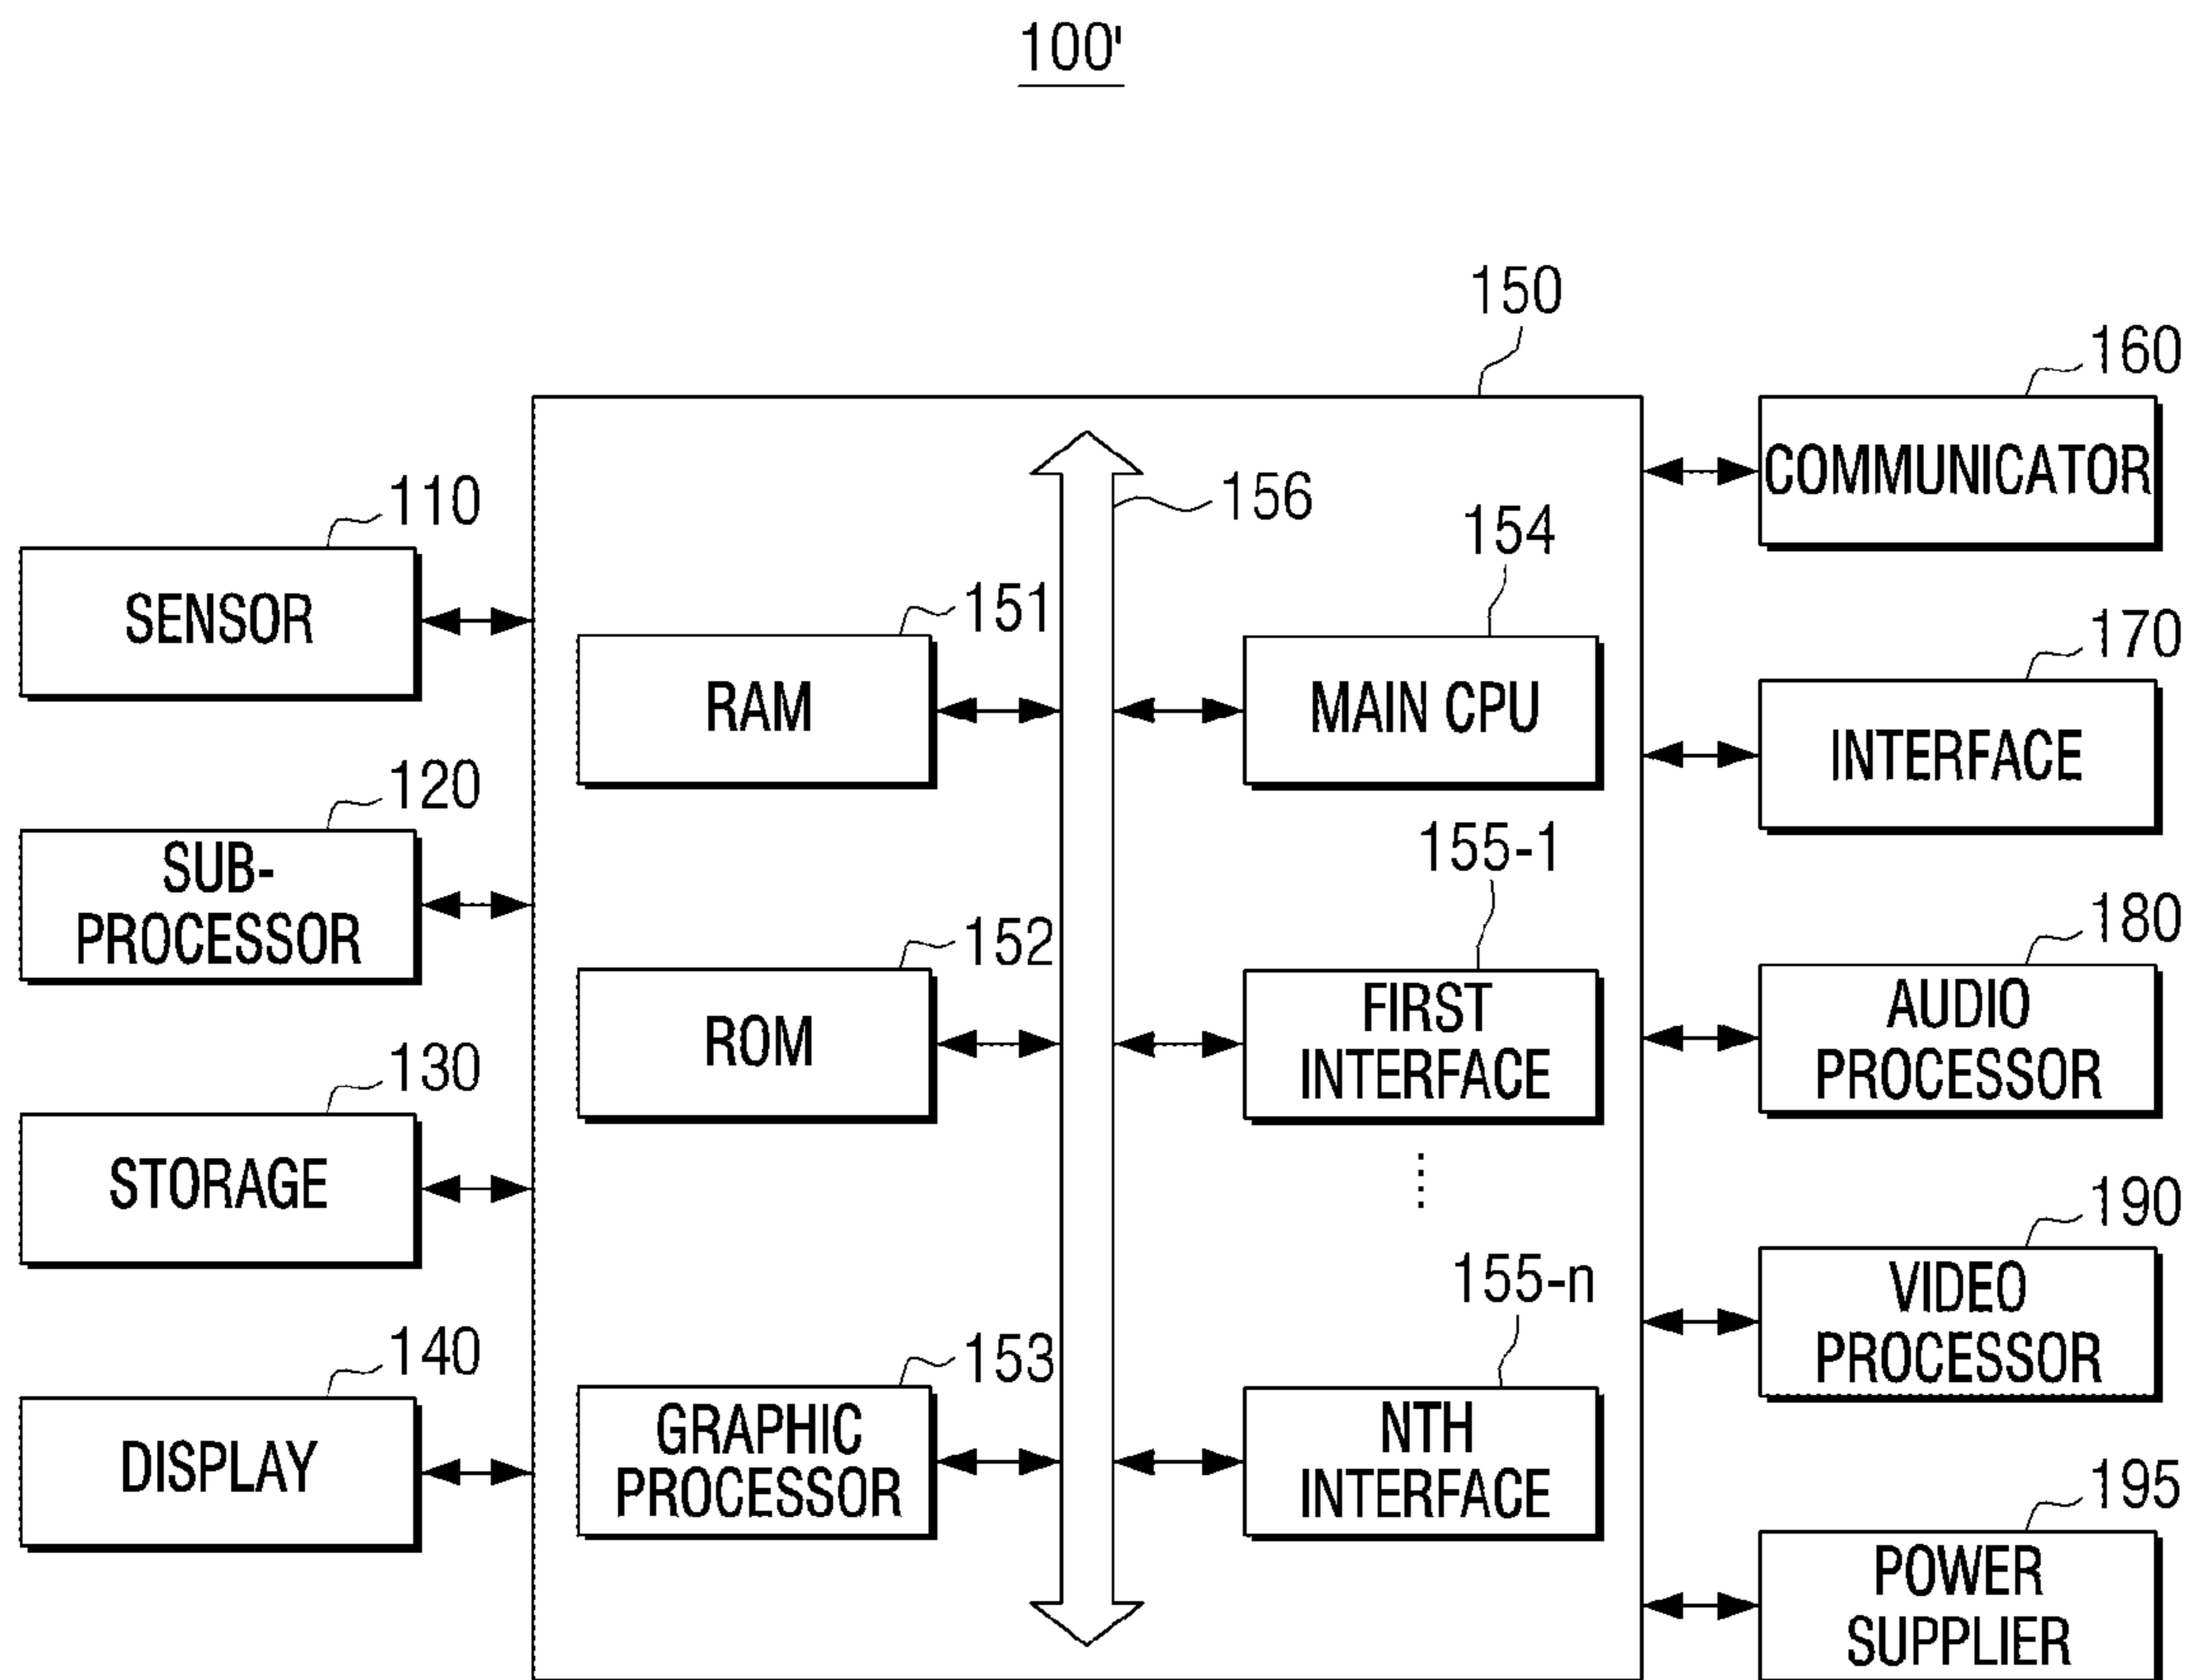 100'
150
110
SENSOR
120
SUB-
PROCESSOR
130
STORAGE
140
DISPLAY
156
151
RAM
152
ROM
153
GRAPHIC
PROCESSOR
154
MAIN CPU
155-1
FIRST
INTERFACE
155-n
NTH
INTERFACE
160
COMMUNICATOR
170
INTERFACE
180
AUDIO
PROCESSOR
190
VIDEO
PROCESSOR
195
POWER
SUPPLIER